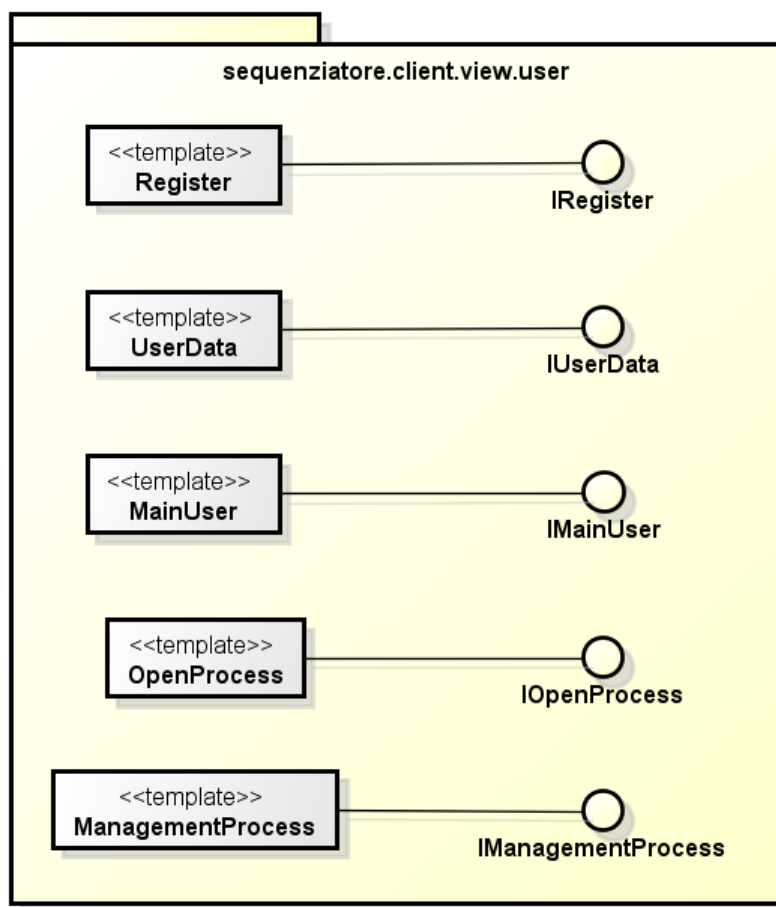 sequenziatore.client.view.user
<<template>>
Register
IRegister
<<template>>
UserData
IUserData
<<template>>
MainUser
IMainUser
<<template>>
OpenProcess
IOpenProcess
<<template>>
ManagementProcess
IManagementProcess